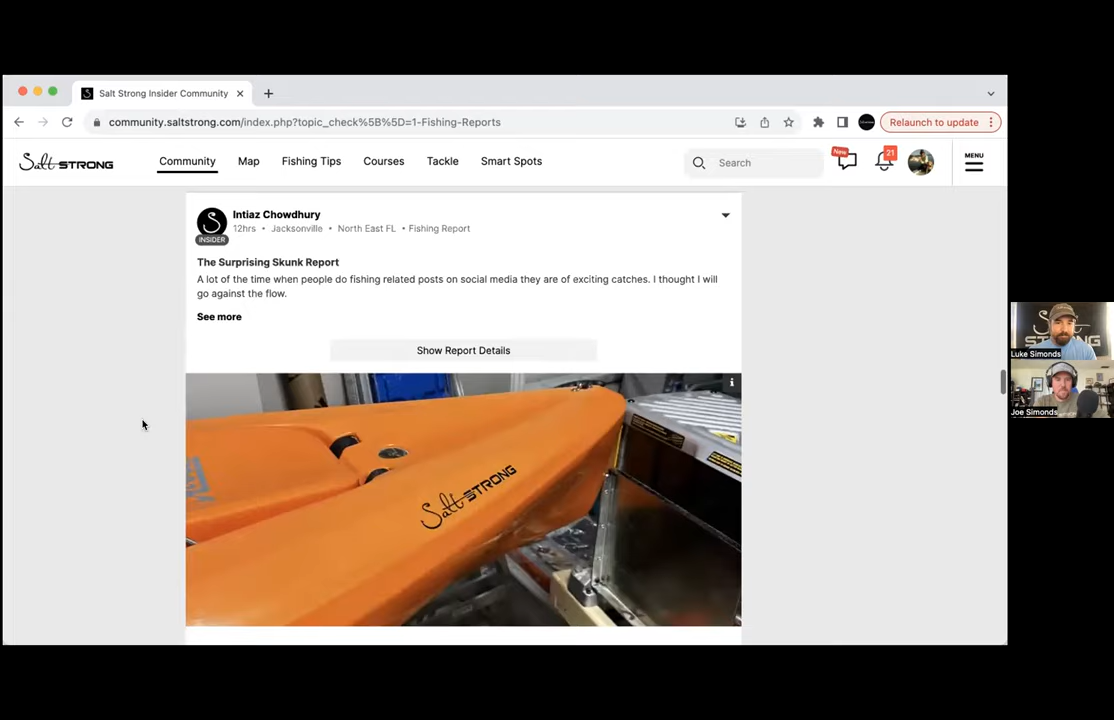 Salt Strong Insider Community
community.saltstrong.com/index.php?topic_check%5B%5D=1-Fishing-Reports
Relaunch to update
Salt STRONG
Community
Map
Fishing Tips
Courses
Tackle
Smart Spots
Search
New
21
MENU
Intiaz Chowdhury
12hrs • Jacksonville • North East FL • Fishing Report
INSIDER
The Surprising Skunk Report
A lot of the time when people do fishing related posts on social media they are of exciting catches. I thought I will
go against the flow.
See more
Show Report Details
i
Salt STRONG
Salt
STRONG
Luke Simonds
Joe Simonds